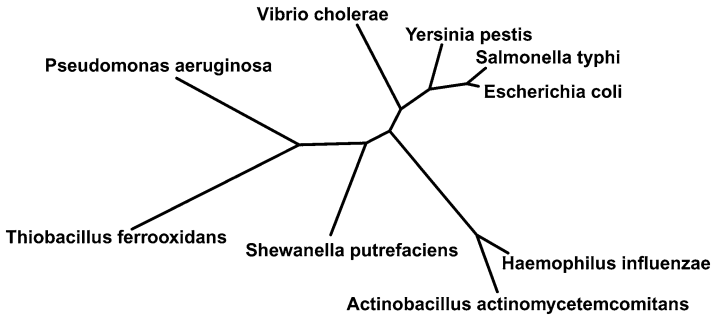 Vibrio cholerae
Yersinia pestis
Salmonella typhi
Pseudomonas aeruginosa
Escherichia coli
Thiobacillus ferrooxidans
Shewanella putrefaciens
Haemophilus influenzae
Actinobacillus actinomycetemcomitans